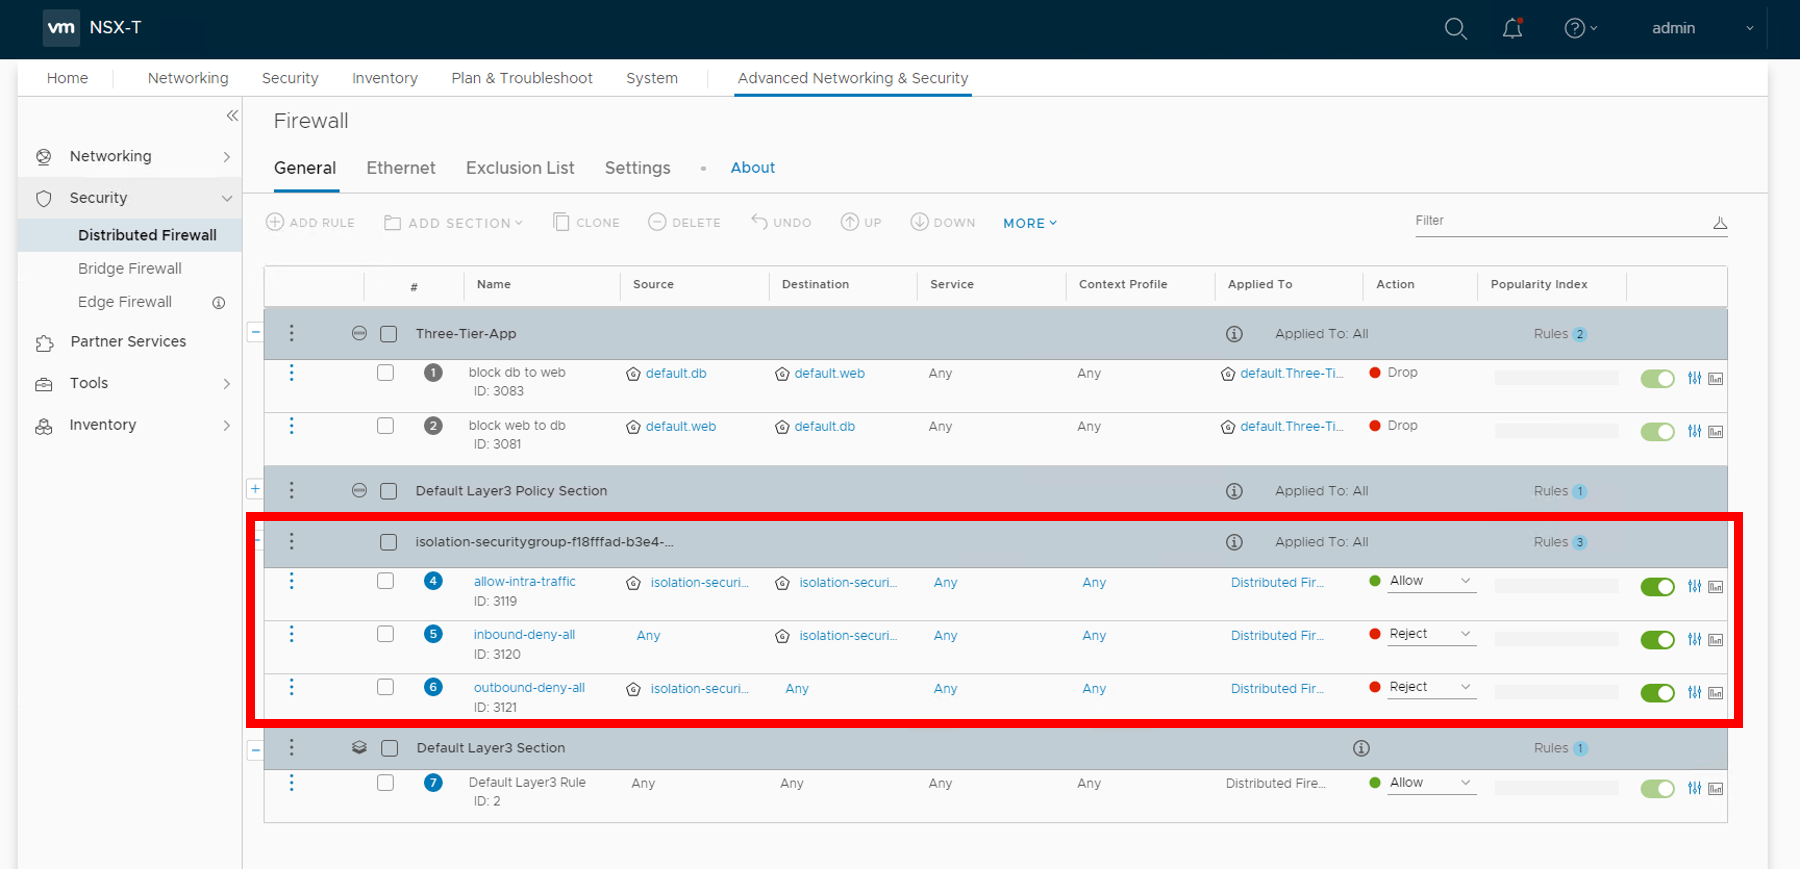 vm NSX-T admin
Home Networking Security Inventory Plan & Troubleshoot System Advanced Networking & Security
Networking
Security
Distributed Firewall
Bridge Firewall
Edge Firewall
Partner Services
Tools
Inventory
Firewall
General Ethernet Exclusion List Settings About
ADD RULE ADD SECTION CLONE DELETE UNDO UP DOWN MORE Filter
# Name Source Destination Service Context Profile Applied To Action Popularity Index
Three-Tier-App Applied To: All Rules 2
1 block db to web default.db default.web Any Any default.Three-Ti... Drop
ID: 3083
2 block web to db default.web default.db Any Any default.Three-Ti... Drop
ID: 3081
Default Layer3 Policy Section Applied To: All Rules 1
isolation-securitygroup-f18fffad-b3e4-... Applied To: All Rules 3
4 allow-intra-traffic isolation-securi... isolation-securi... Any Any Distributed Fir... Allow
ID: 3119
5 inbound-deny-all Any isolation-securi... Any Any Distributed Fir... Reject
ID: 3120
6 outbound-deny-all isolation-securi... Any Any Any Distributed Fir... Reject
ID: 3121
Default Layer3 Section Rules 1
7 Default Layer3 Rule Any Any Any Any Distributed Fire... Allow
ID: 2